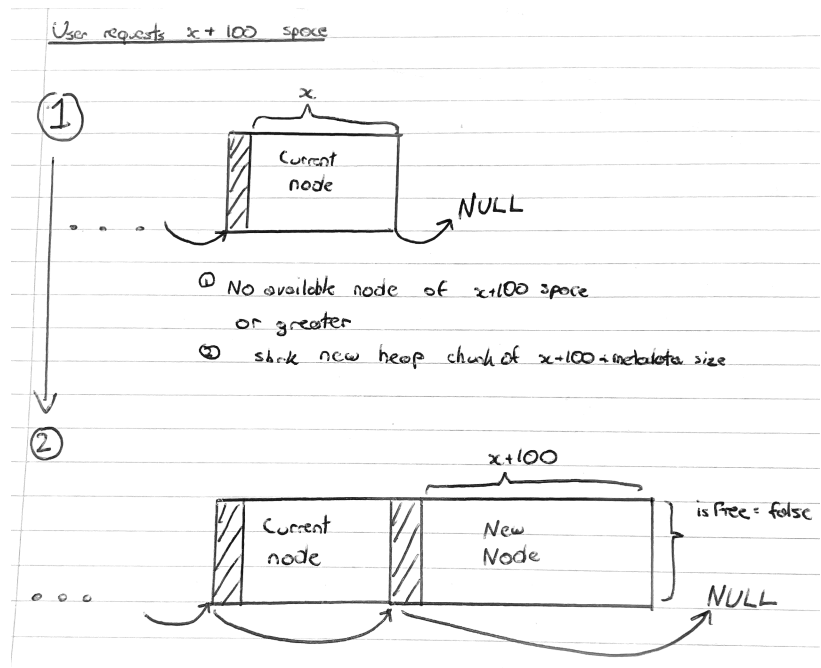 User requests x + 100 space
1
x
Current
node
NULL
① No available node of x+100 space
or greater
② sbrk new heap chunk of x+100 + metadata size
2
x+100
Current
node
New
Node
isFree = false
NULL